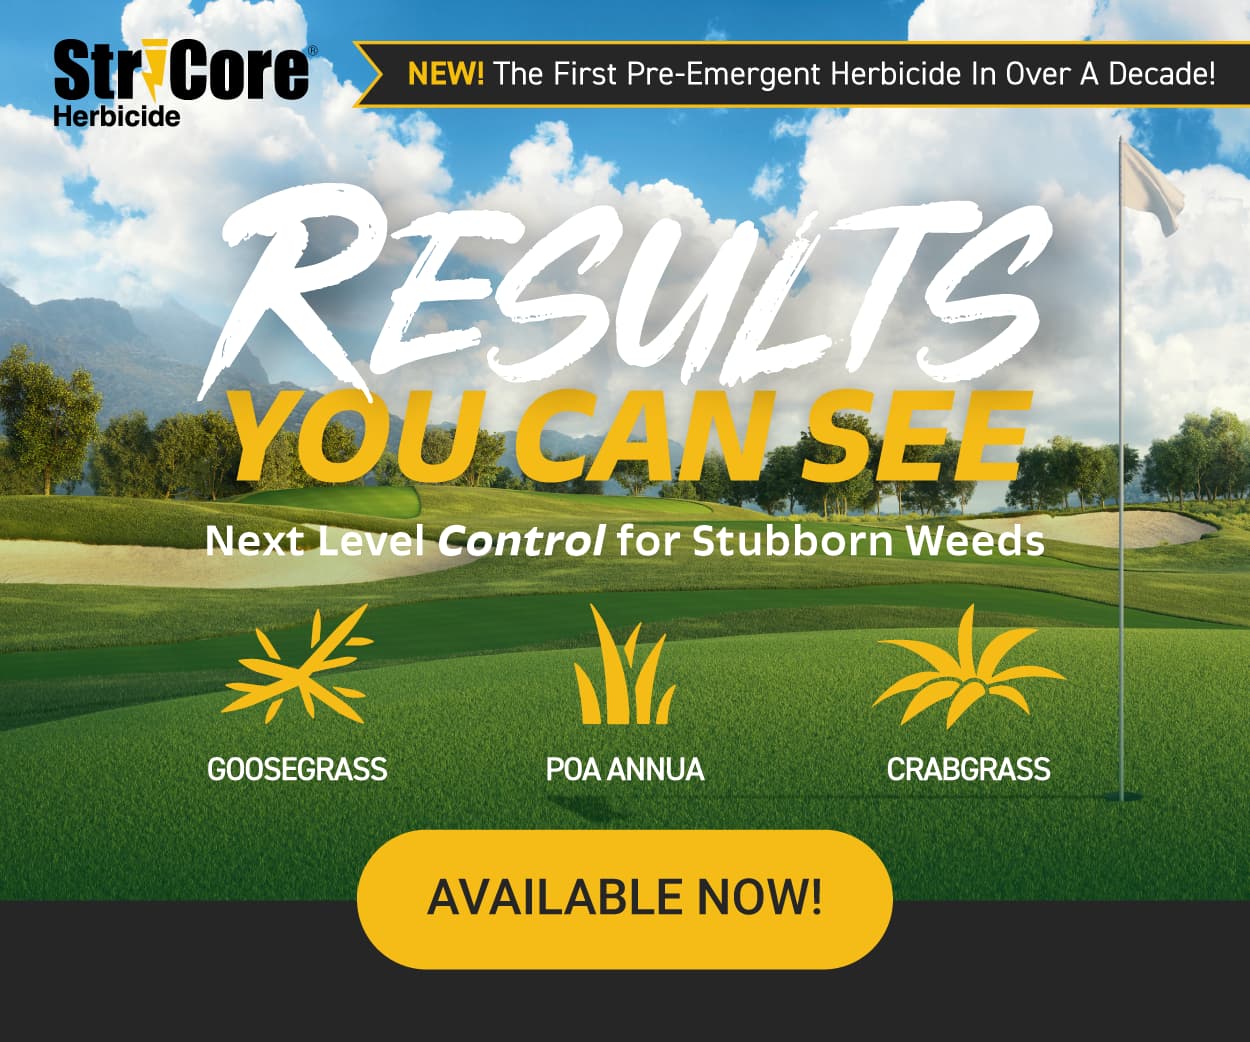 StriCore®
Herbicide
NEW! The First Pre-Emergent Herbicide In Over A Decade!
RESULTS
YOU CAN SEE
Next Level Control for Stubborn Weeds
GOOSEGRASS
POA ANNUA
CRABGRASS
AVAILABLE NOW!